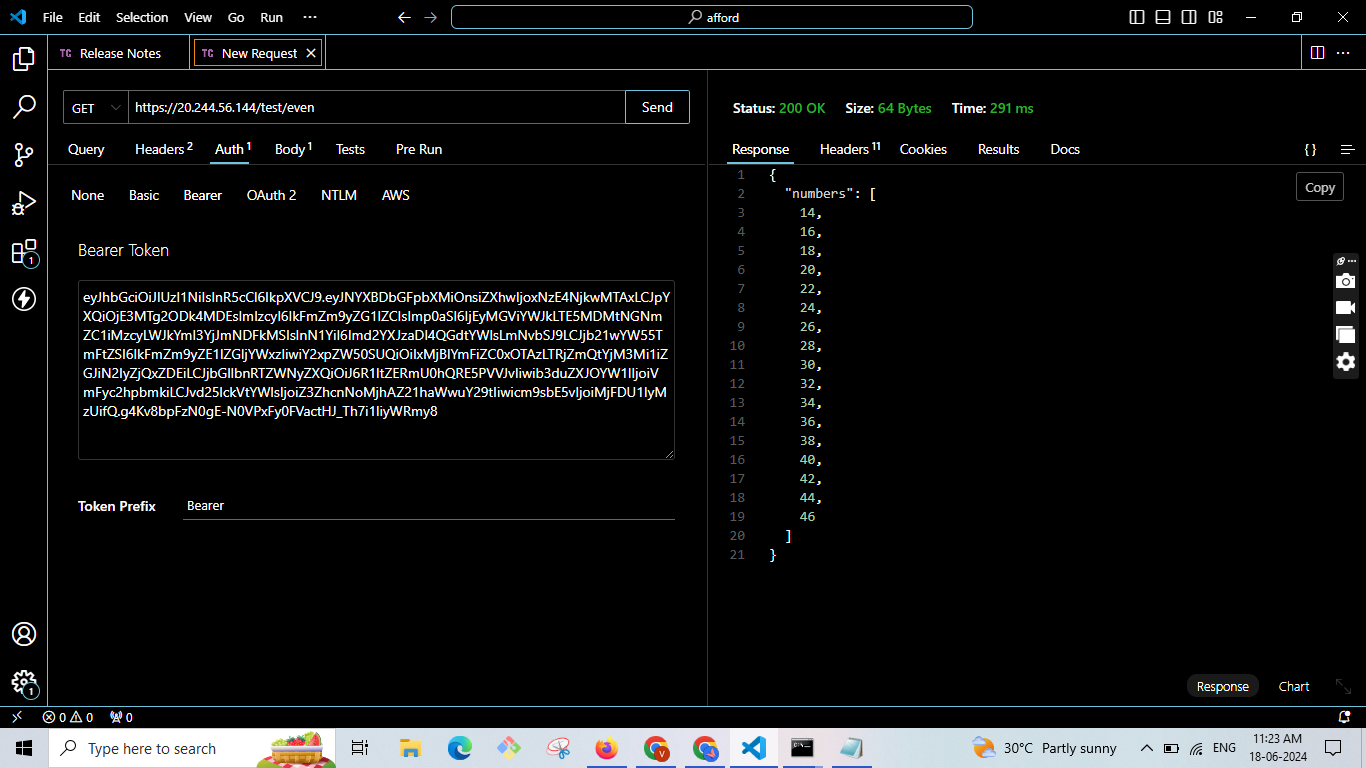 File Edit Selection View Go Run ··· afford
TC Release Notes TC New Request
GET https://20.244.56.144/test/even Send
Status: 200 OK Size: 64 Bytes Time: 291 ms
Query Headers 2 Auth 1 Body 1 Tests Pre Run
Response Headers 11 Cookies Results Docs { }
None Basic Bearer OAuth 2 NTLM AWS
Bearer Token
Token Prefix Bearer
Copy
1 {
2 "numbers": [
3 14,
4 16,
5 18,
6 20,
7 22,
8 24,
9 26,
10 28,
11 30,
12 32,
13 34,
14 36,
15 38,
16 40,
17 42,
18 44,
19 46
20 ]
21 }
Response Chart
1
1
0 0 0
Type here to search
30°C Partly sunny ENG 11:23 AM
18-06-2024